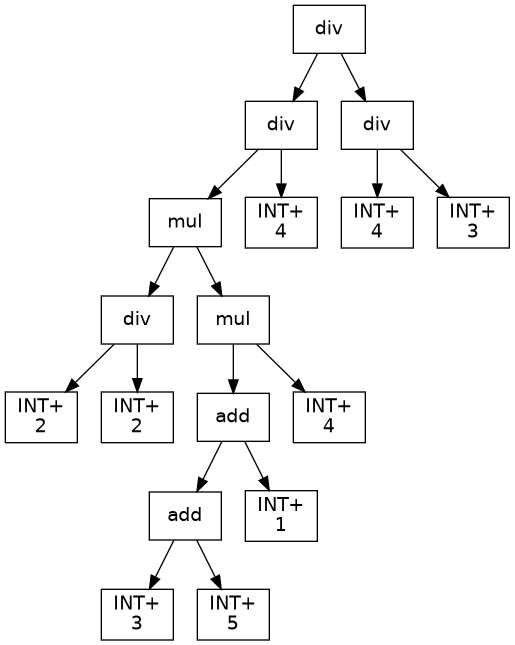 div
div
div
mul
INT+
4
INT+
4
INT+
3
div
mul
INT+
2
INT+
2
add
INT+
4
add
INT+
1
INT+
3
INT+
5